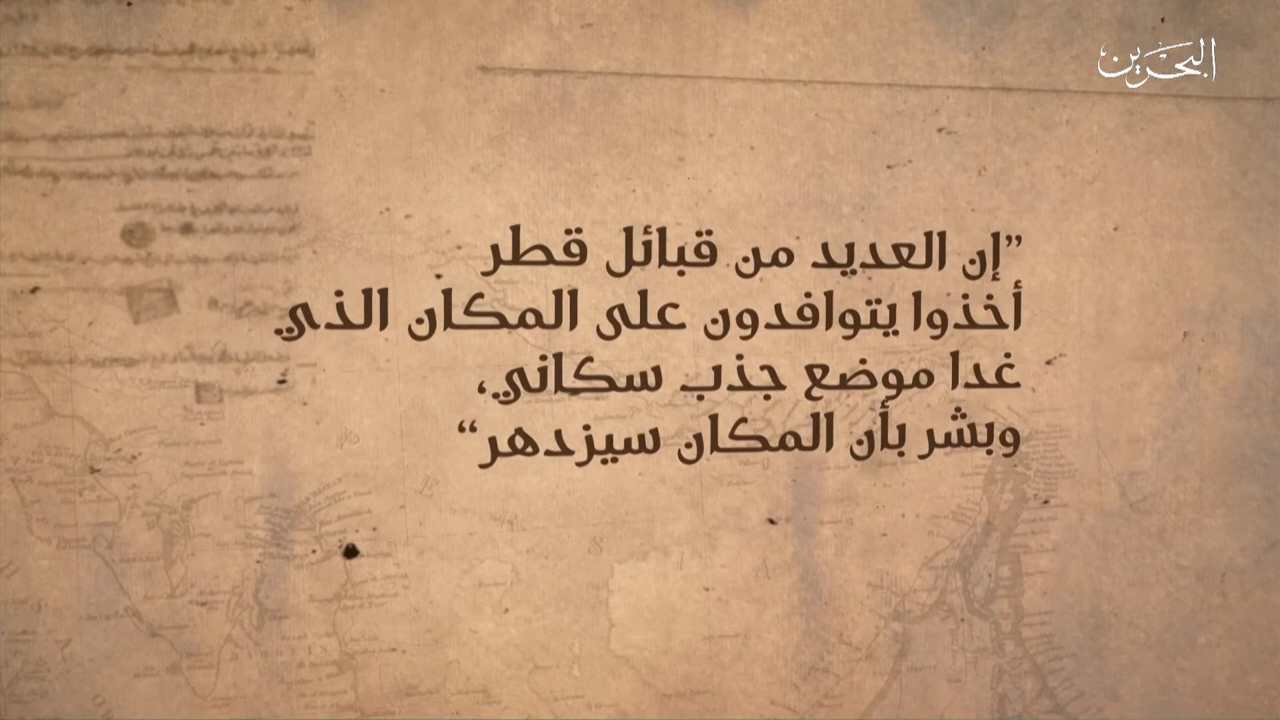 البحرين
”إن العديد من قبائل قطر
أخذوا يتوافدون على المكان الذي
غدا موضع جذب سكاني،
وبشر بأن المكان سيزدهر“